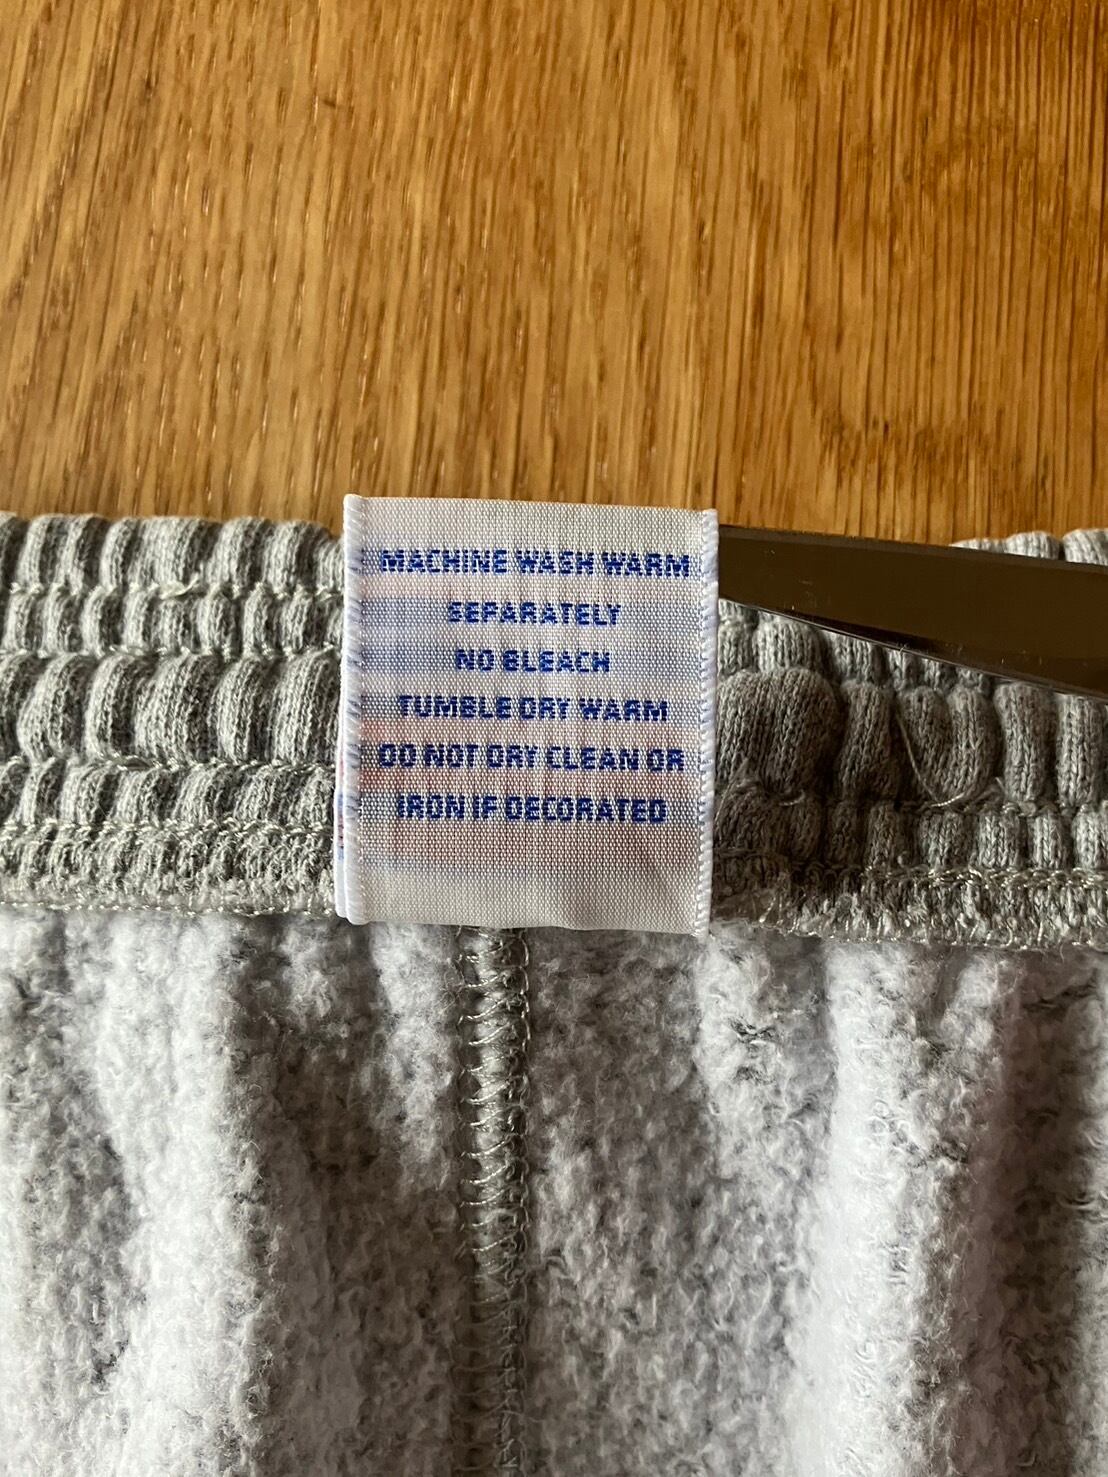 MACHINE WASH WARM
SEPARATELY
NO BLEACH
TUMBLE DRY WARM
DO NOT DRY CLEAN OR
IRON IF DECORATED